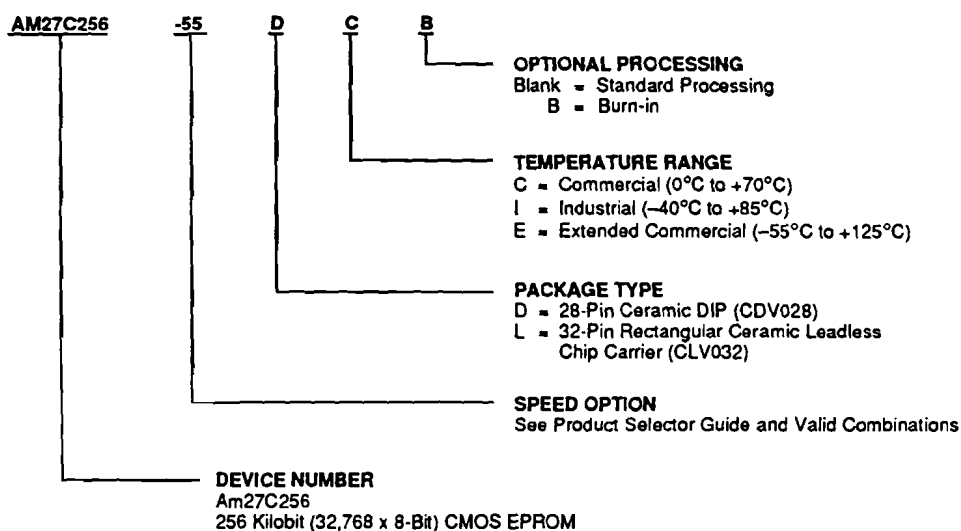 AM27C256 -55 D C B
OPTIONAL PROCESSING
Blank = Standard Processing
B = Burn-in
TEMPERATURE RANGE
C = Commercial (0°C to +70°C)
I = Industrial (–40°C to +85°C)
E = Extended Commercial (–55°C to +125°C)
PACKAGE TYPE
D = 28-Pin Ceramic DIP (CDV028)
L = 32-Pin Rectangular Ceramic Leadless
Chip Carrier (CLV032)
SPEED OPTION
See Product Selector Guide and Valid Combinations
DEVICE NUMBER
Am27C256
256 Kilobit (32,768 x 8-Bit) CMOS EPROM